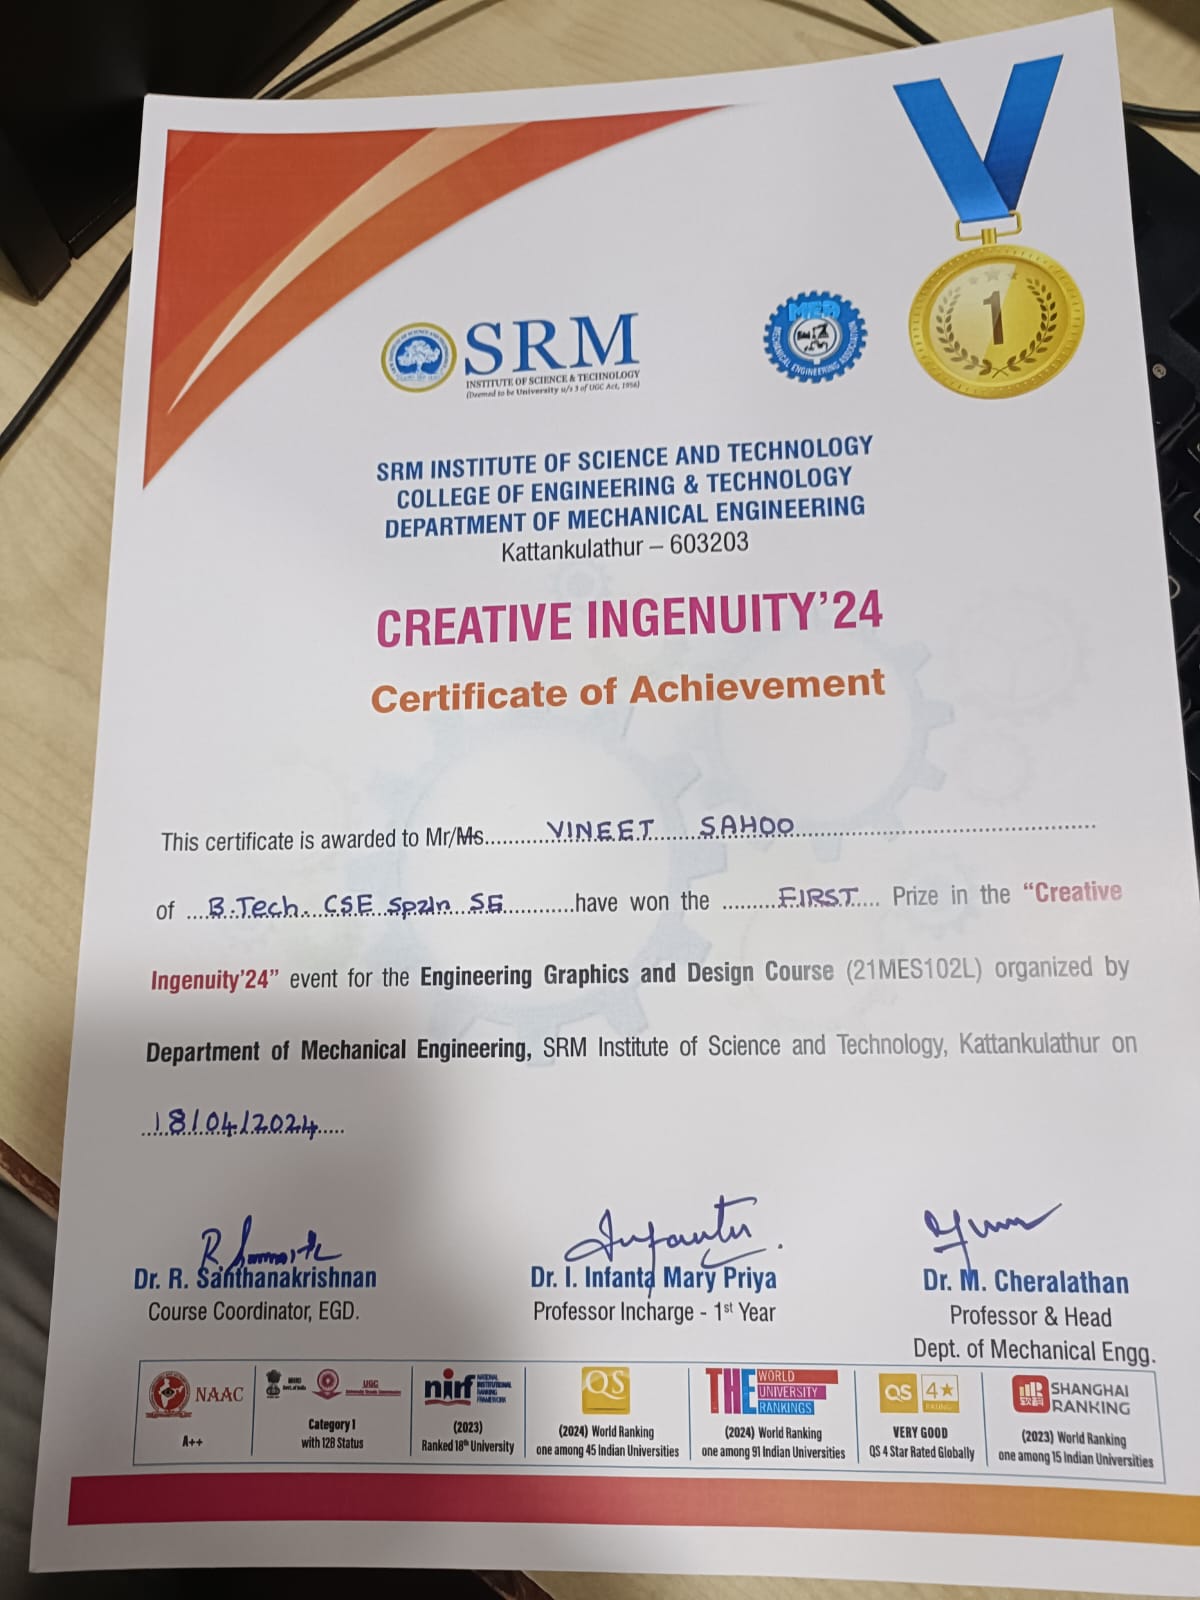 SRM
INSTITUTE OF SCIENCE & TECHNOLOGY
(Deemed to be University u/s 3 of UGC Act, 1956)
MEA
MECHANICAL ENGINEERING ASSOCIATION
1
SRM INSTITUTE OF SCIENCE AND TECHNOLOGY
COLLEGE OF ENGINEERING & TECHNOLOGY
DEPARTMENT OF MECHANICAL ENGINEERING
Kattankulathur – 603203
CREATIVE INGENUITY’24
Certificate of Achievement
This certificate is awarded to Mr/Ms. VINEET SAHOO
of B.Tech. CSE Spzln SE have won the FIRST Prize in the “Creative
Ingenuity’24” event for the Engineering Graphics and Design Course (21MES102L) organized by
Department of Mechanical Engineering, SRM Institute of Science and Technology, Kattankulathur on
18/04/2024
Dr. R. Santhanakrishnan
Course Coordinator, EGD.
Dr. I. Infanta Mary Priya
Professor Incharge - 1st Year
Dr. M. Cheralathan
Professor & Head
Dept. of Mechanical Engg.
NAAC
A++
UGC
Category 1
with 12B Status
nirf
NATIONAL
INSTITUTIONAL
RANKING
FRAMEWORK
(2023)
Ranked 18th University
QS
(2024) World Ranking
one among 45 Indian Universities
THE WORLD
UNIVERSITY
RANKINGS
(2024) World Ranking
one among 91 Indian Universities
QS 4★
VERY GOOD
QS 4 Star Rated Globally
SHANGHAI
RANKING
(2023) World Ranking
one among 15 Indian Universities